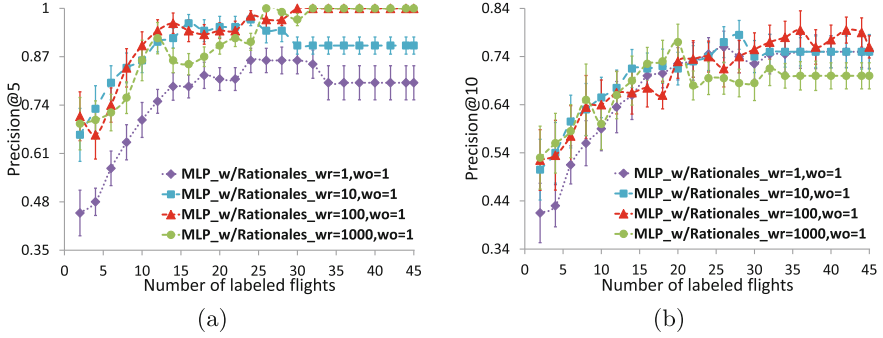 1
0.87
0.74
0.61
0.48
0.35
Precision@5
MLP_w/Rationales_wr=1,wo=1
MLP_w/Rationales_wr=10,wo=1
MLP_w/Rationales_wr=100,wo=1
MLP_w/Rationales_wr=1000,wo=1
0 5 10 15 20 25 30 35 40 45
Number of labeled flights
(a)
0.84
0.74
0.64
0.54
0.44
0.34
Precision@10
MLP_w/Rationales_wr=1,wo=1
MLP_w/Rationales_wr=10,wo=1
MLP_w/Rationales_wr=100,wo=1
MLP_w/Rationales_wr=1000,wo=1
0 5 10 15 20 25 30 35 40 45
Number of labeled flights
(b)